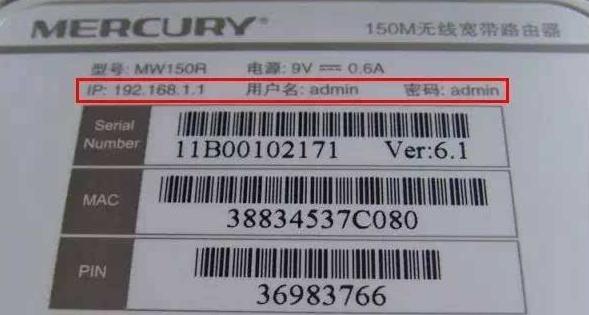 MERCURY® 150M无线宽带路由器
型号: MW150R 电源: 9V ⎓ 0.6A
IP: 192.168.1.1 用户名: admin 密码: admin
Serial Number
11B00102171 Ver:6.1
MAC
38834537C080
PIN
36983766